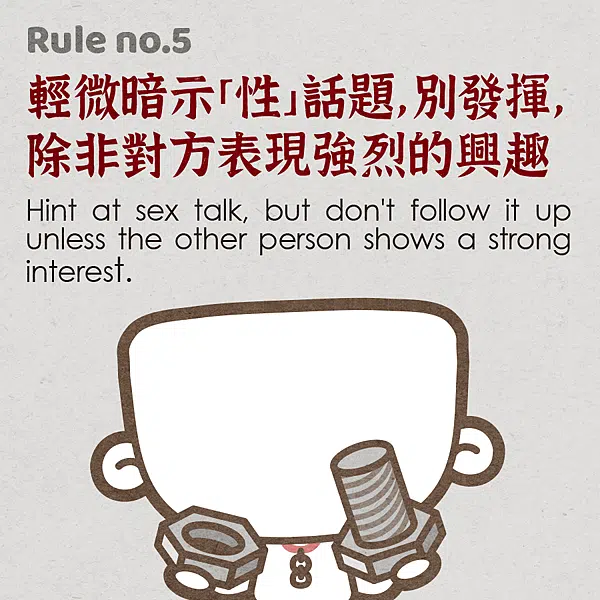 Rule no.5
輕微暗示「性」話題,別發揮,
除非對方表現強烈的興趣
Hint at sex talk, but don't follow it up
unless the other person shows a strong
interest.